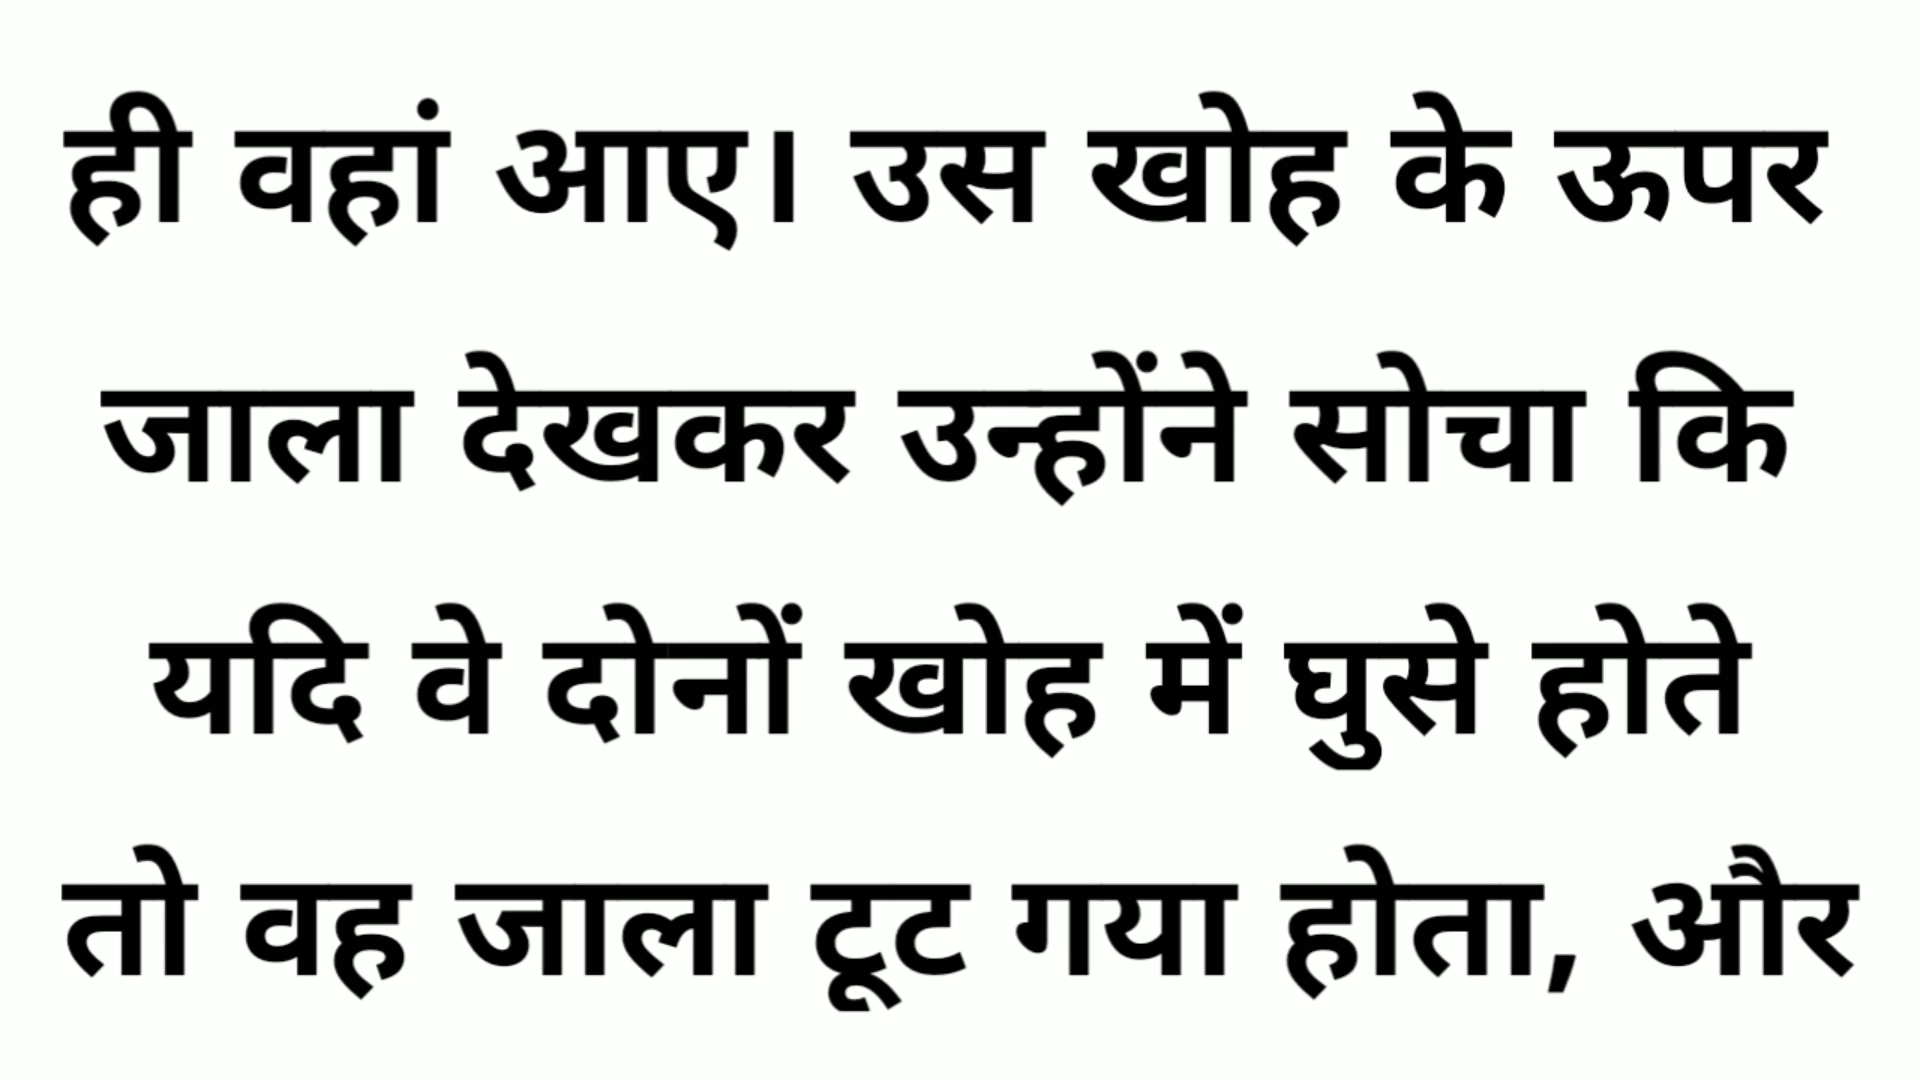 ही वहां आए। उस खोह के ऊपर
जाला देखकर उन्होंने सोचा कि
यदि वे दोनों खोह में घुसे होते
तो वह जाला टूट गया होता, और